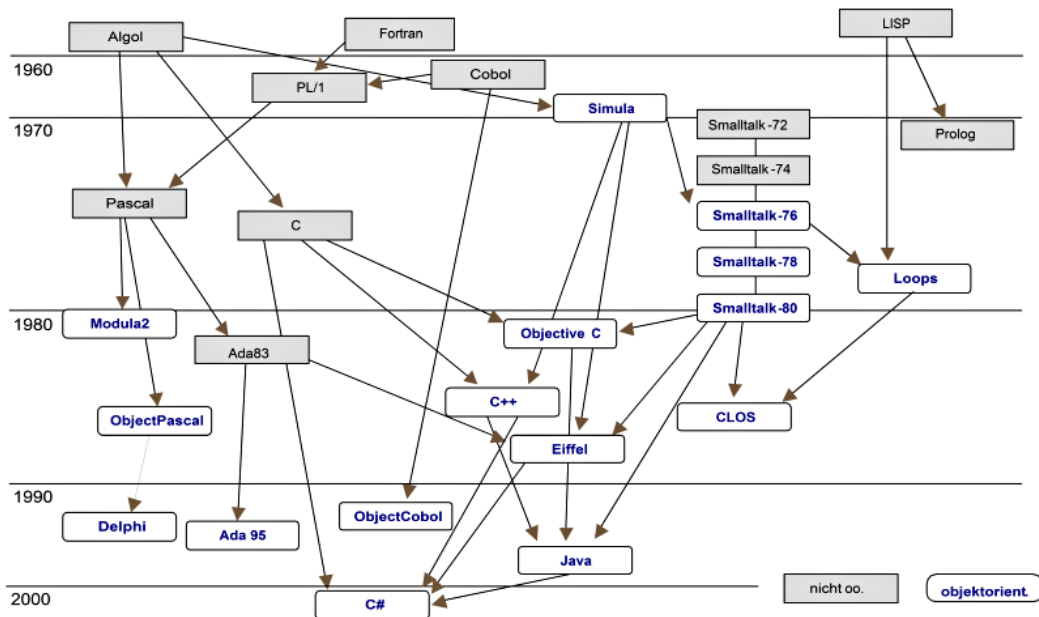 Algol
Fortran
LISP
1960
PL/1
Cobol
Simula
1970
Smalltalk-72
Prolog
Smalltalk-74
Pascal
C
Smalltalk-76
Smalltalk-78
Loops
Smalltalk-80
1980
Modula2
Objective C
Ada83
C++
CLOS
ObjectPascal
Eiffel
1990
Delphi
Ada 95
ObjectCobol
Java
2000
C#
nicht oo.
objektorient.